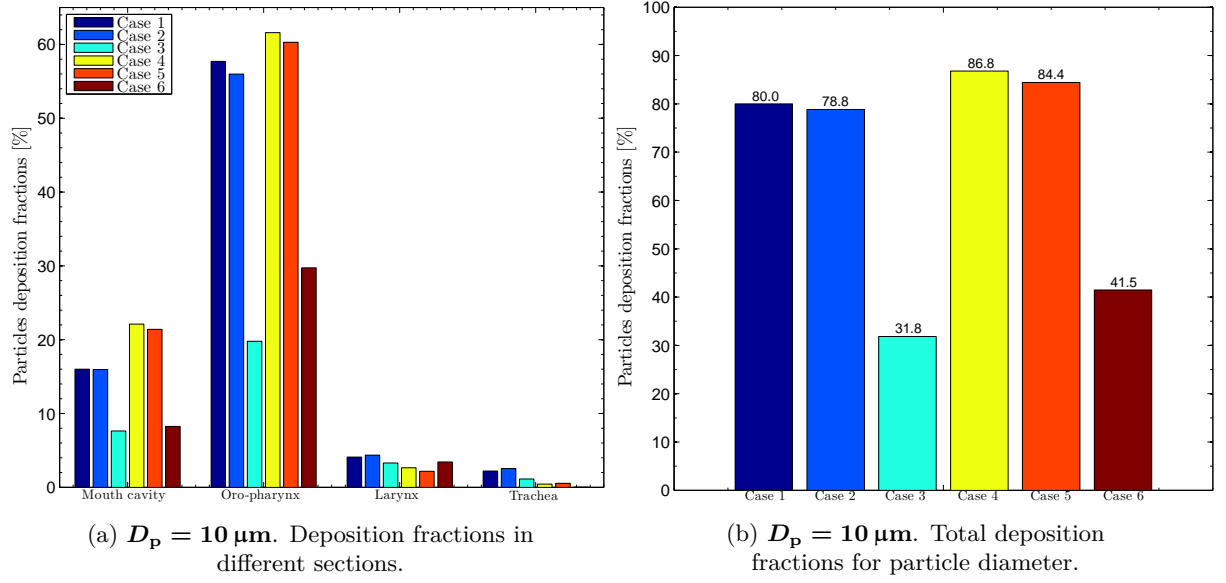 Particles deposition fractions [%]
60
50
40
30
20
10
0
Case 1
Case 2
Case 3
Case 4
Case 5
Case 6
Mouth cavity
Oro-pharynx
Larynx
Trachea
(a) Dp = 10 µm. Deposition fractions in
different sections.
Particles deposition fractions [%]
100
90
80
70
60
50
40
30
20
10
0
80.0
78.8
31.8
86.8
84.4
41.5
Case 1
Case 2
Case 3
Case 4
Case 5
Case 6
(b) Dp = 10 µm. Total deposition
fractions for particle diameter.